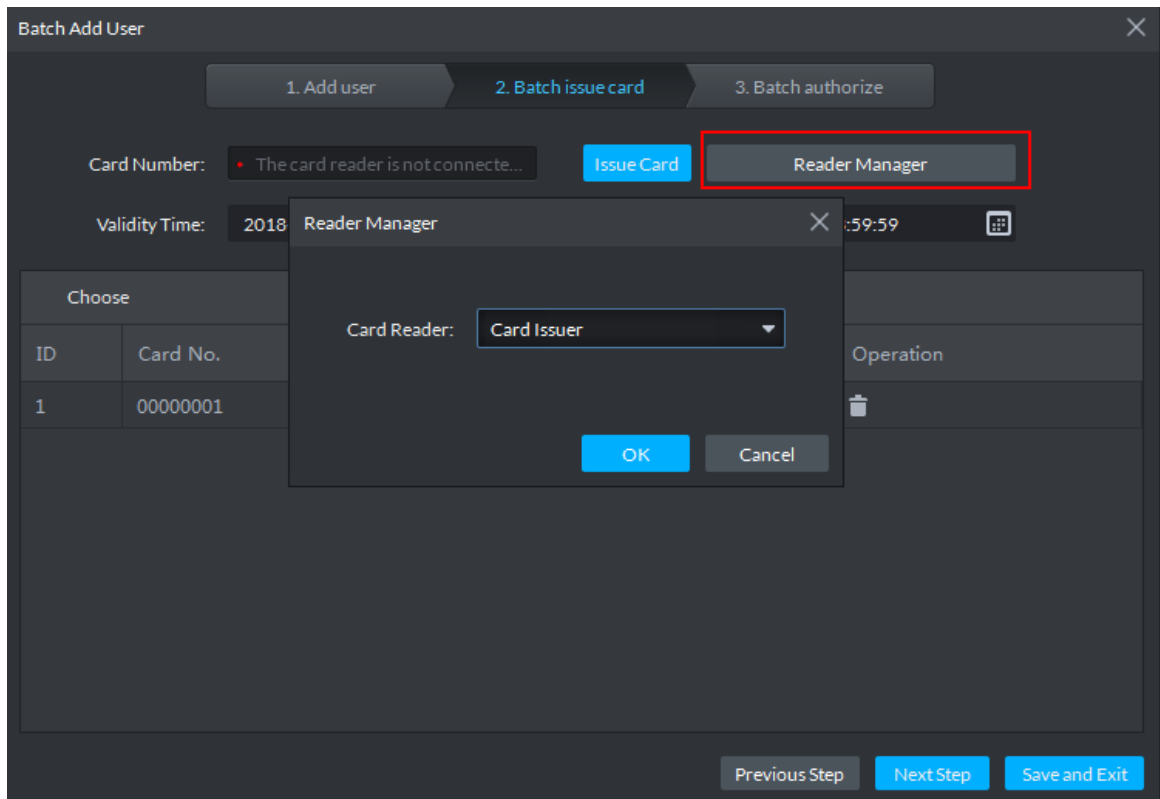 Batch Add User
1. Add user 2. Batch issue card 3. Batch authorize
Card Number: • The card reader is not connecte... Issue Card Reader Manager
Validity Time: 2018 :59:59
Reader Manager
Card Reader: Card Issuer
OK Cancel
Choose
ID Card No. Operation
1 00000001
Previous Step Next Step Save and Exit